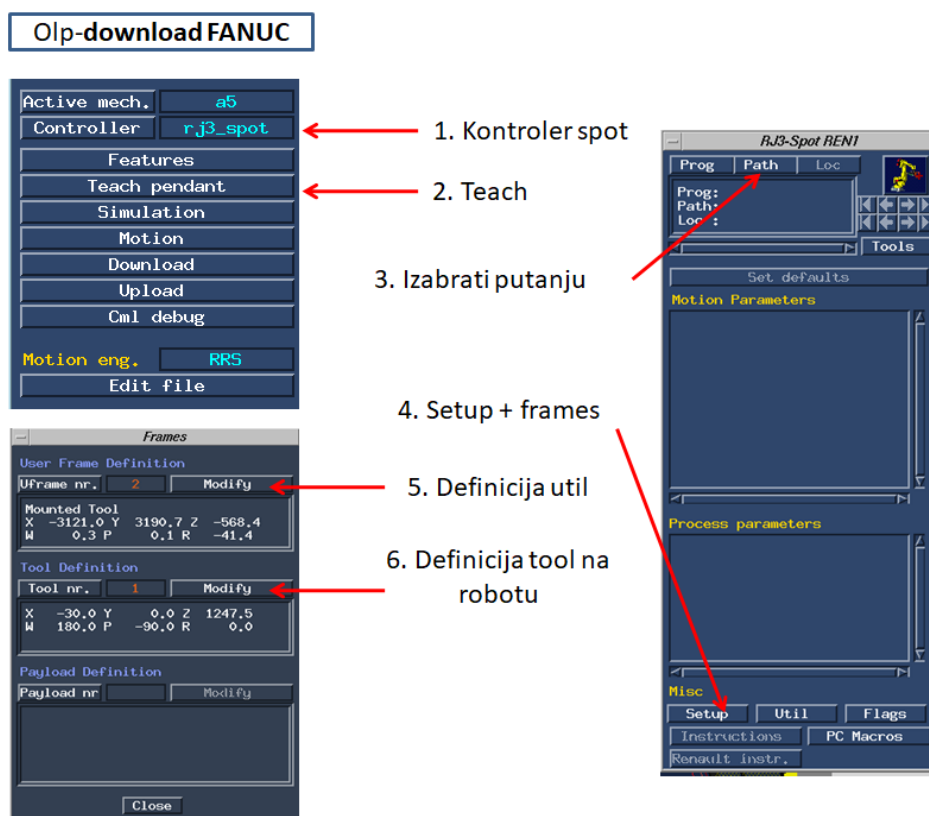 Olp-download FANUC
Active mech. a5
Controller rj3_spot
Features
Teach pendant
Simulation
Motion
Download
Upload
Cml debug
Motion eng. RRS
Edit file
1. Kontroler spot
2. Teach
3. Izabrati putanju
4. Setup + frames
5. Definicija util
6. Definicija tool na
robotu
Frames
User Frame Definition
Uframe nr. 2 Modify
Mounted Tool
X -3121.0 Y 3190.7 Z -568.4
W 0.3 P 0.1 R -41.4
Tool Definition
Tool nr. 1 Modify
X -30.0 Y 0.0 Z 1247.5
W 180.0 P -90.0 R 0.0
Payload Definition
Payload nr Modify
Close
RJ3-Spot REN1
Prog Path Loc
Prog:
Path:
Loc :
Tools
Set defaults
Motion Parameters
Process parameters
Misc
Setup Util Flags
Instructions PC Macros
Renault instr.